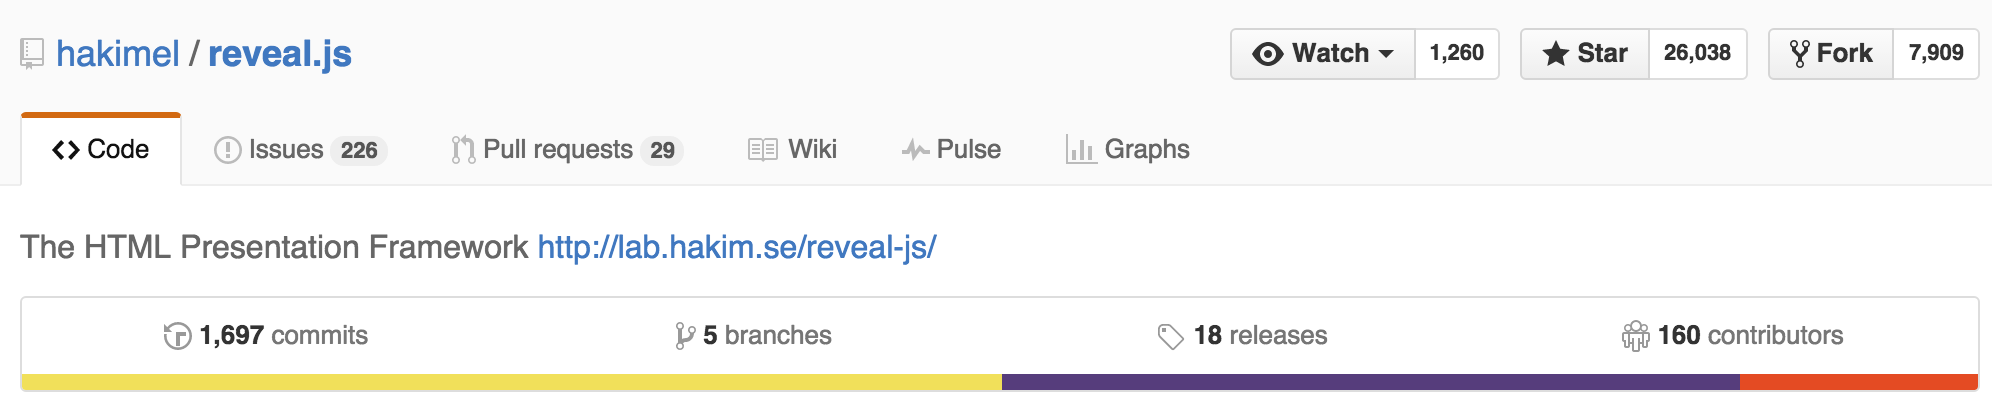 hakimel / reveal.js Watch 1,260 Star 26,038 Fork 7,909
Code Issues 226 Pull requests 29 Wiki Pulse Graphs
The HTML Presentation Framework http://lab.hakim.se/reveal-js/
1,697 commits 5 branches 18 releases 160 contributors